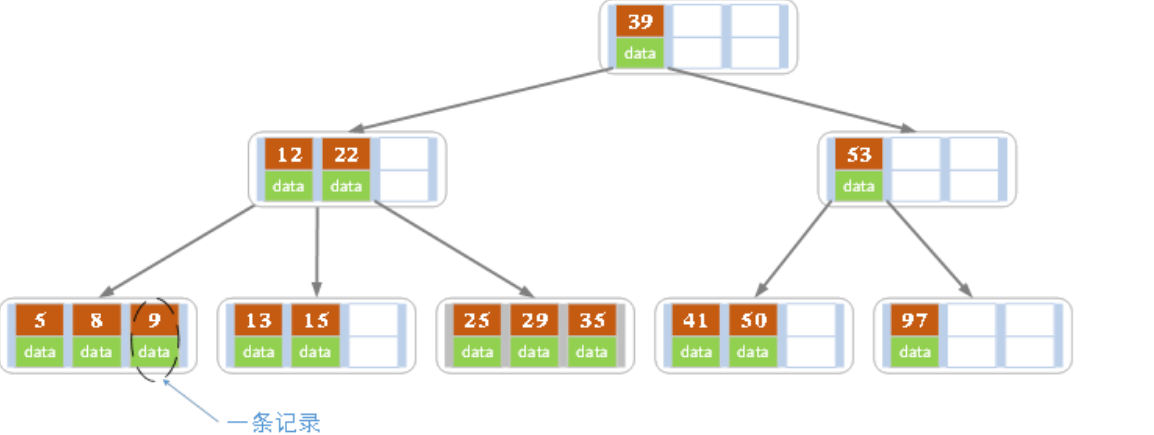 39
data
12 22
data data
53
data
5 8 9
data data data
13 15
data data
25 29 35
data data data
41 50
data data
97
data
一条记录